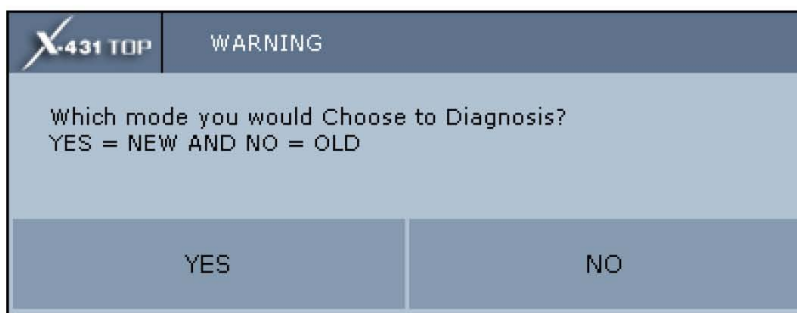 X-431 TOP WARNING
Which mode you would Choose to Diagnosis?
YES = NEW AND NO = OLD
YES NO